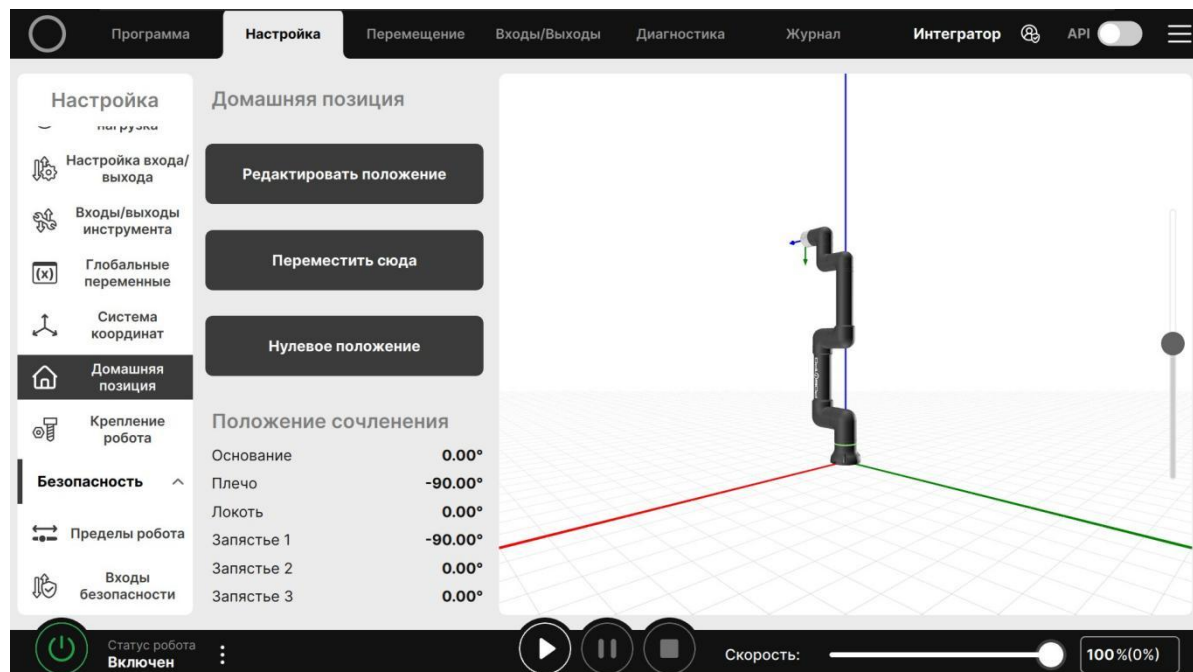 Программа
Настройка
Перемещение
Входы/Выходы
Диагностика
Журнал
Интегратор
API
Настройка
нагрузка
Настройка входа/
выхода
Входы/выходы
инструмента
Глобальные
переменные
Система
координат
Домашняя
позиция
Крепление
робота
Безопасность
Пределы робота
Входы
безопасности
Домашняя позиция
Редактировать положение
Переместить сюда
Нулевое положение
Положение сочленения
Основание 0.00°
Плечо -90.00°
Локоть 0.00°
Запястье 1 -90.00°
Запястье 2 0.00°
Запястье 3 0.00°
Статус робота
Включен
Скорость:
100%(0%)